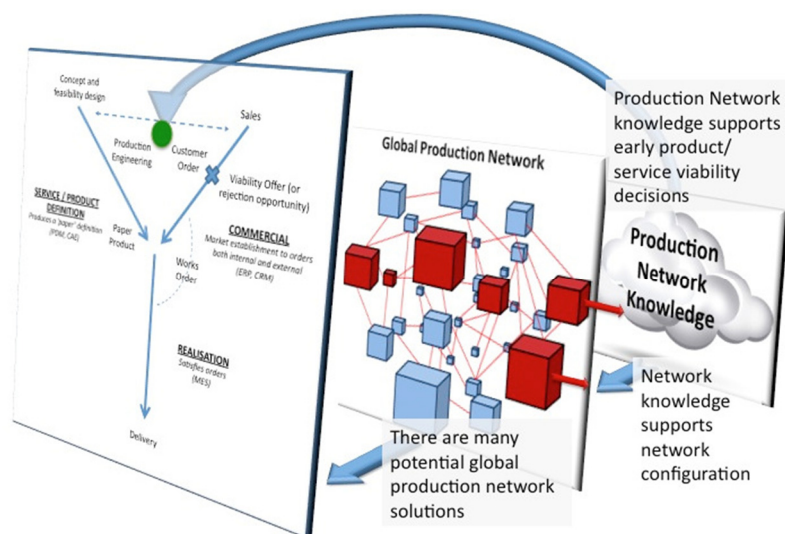 Concept and
feasibility design
Sales
Production
Engineering
Customer
Order
Viability Offer (or
rejection opportunity)
SERVICE / PRODUCT
DEFINITION
Produces a 'paper' definition
(PDM, CAE)
Paper
Product
COMMERCIAL
Market establishment to orders
both internal and external
(ERP, CRM)
Works
Order
REALISATION
Satisfies orders
(MES)
Delivery
Global Production Network
There are many
potential global
production network
solutions
Production Network
knowledge supports
early product/
service viability
decisions
Production
Network
Knowledge
Network
knowledge
supports
network
configuration